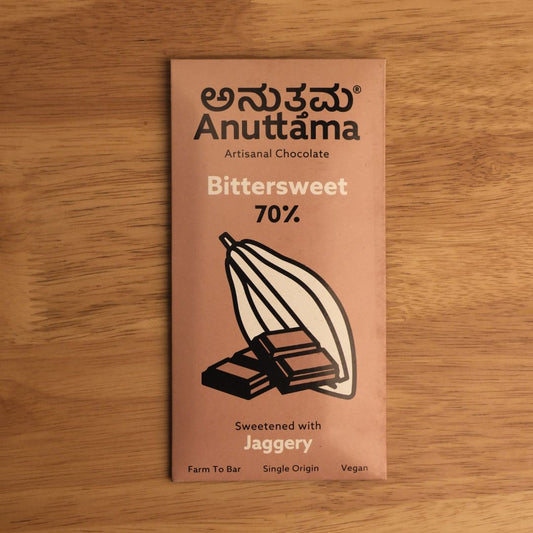 ಅನುತ್ತಮ®
Anuttama
Artisanal Chocolate
Bittersweet
70%
Sweetened with
Jaggery
Farm To Bar Single Origin Vegan